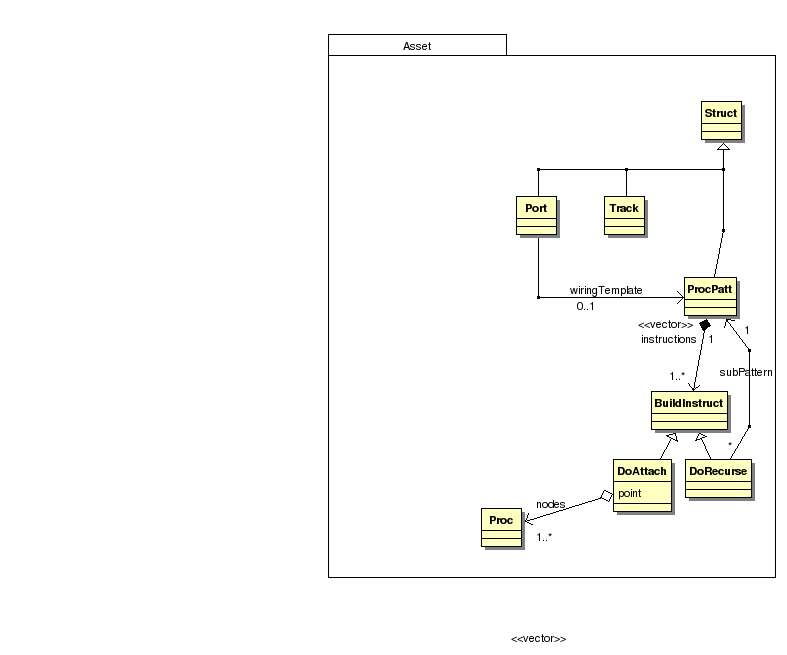 Asset
Struct
Port
Track
ProcPatt
wiringTemplate
0..1
<<vector>>
instructions
1
1
1..*
subPattern
BuildInstruct
*
DoAttach
point
DoRecurse
nodes
Proc
1..*
<<vector>>